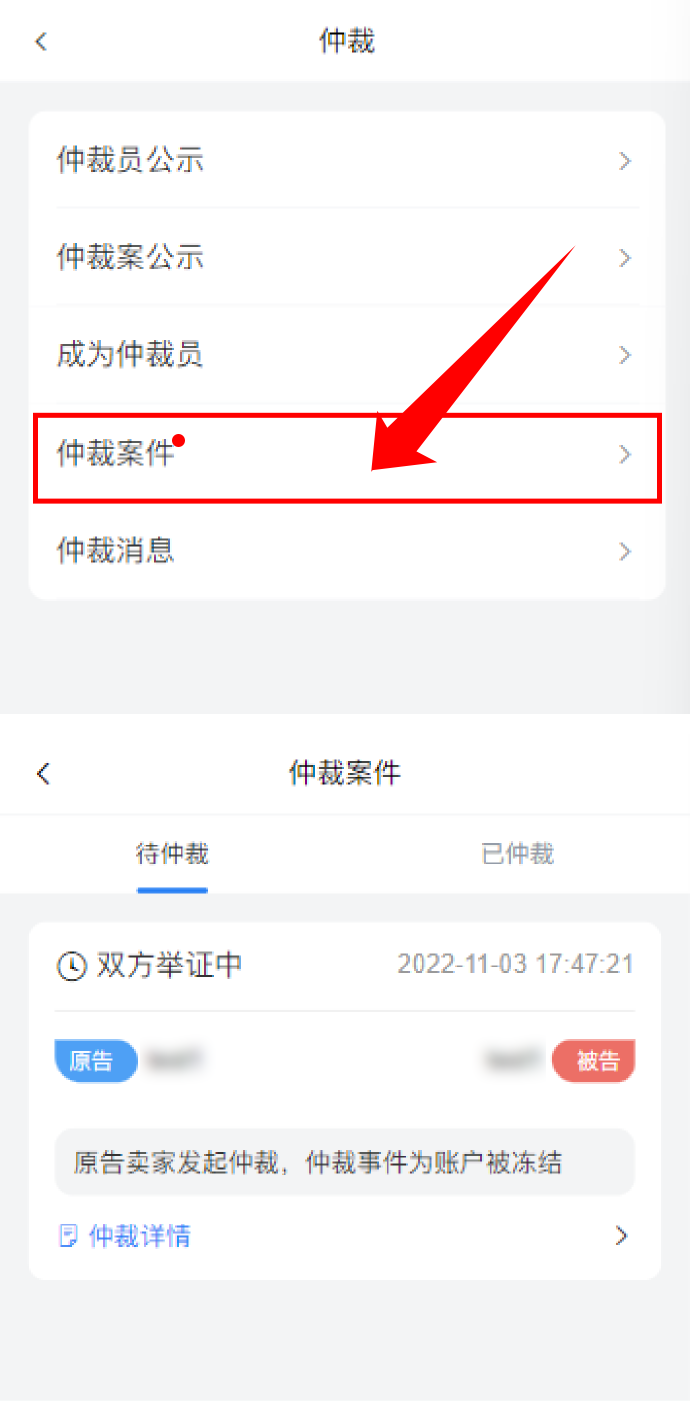 仲裁
仲裁员公示
仲裁案公示
成为仲裁员
仲裁案件
仲裁消息
仲裁案件
待仲裁 已仲裁
双方举证中 2022-11-03 17:47:21
原告 被告
原告卖家发起仲裁，仲裁事件为账户被冻结
仲裁详情